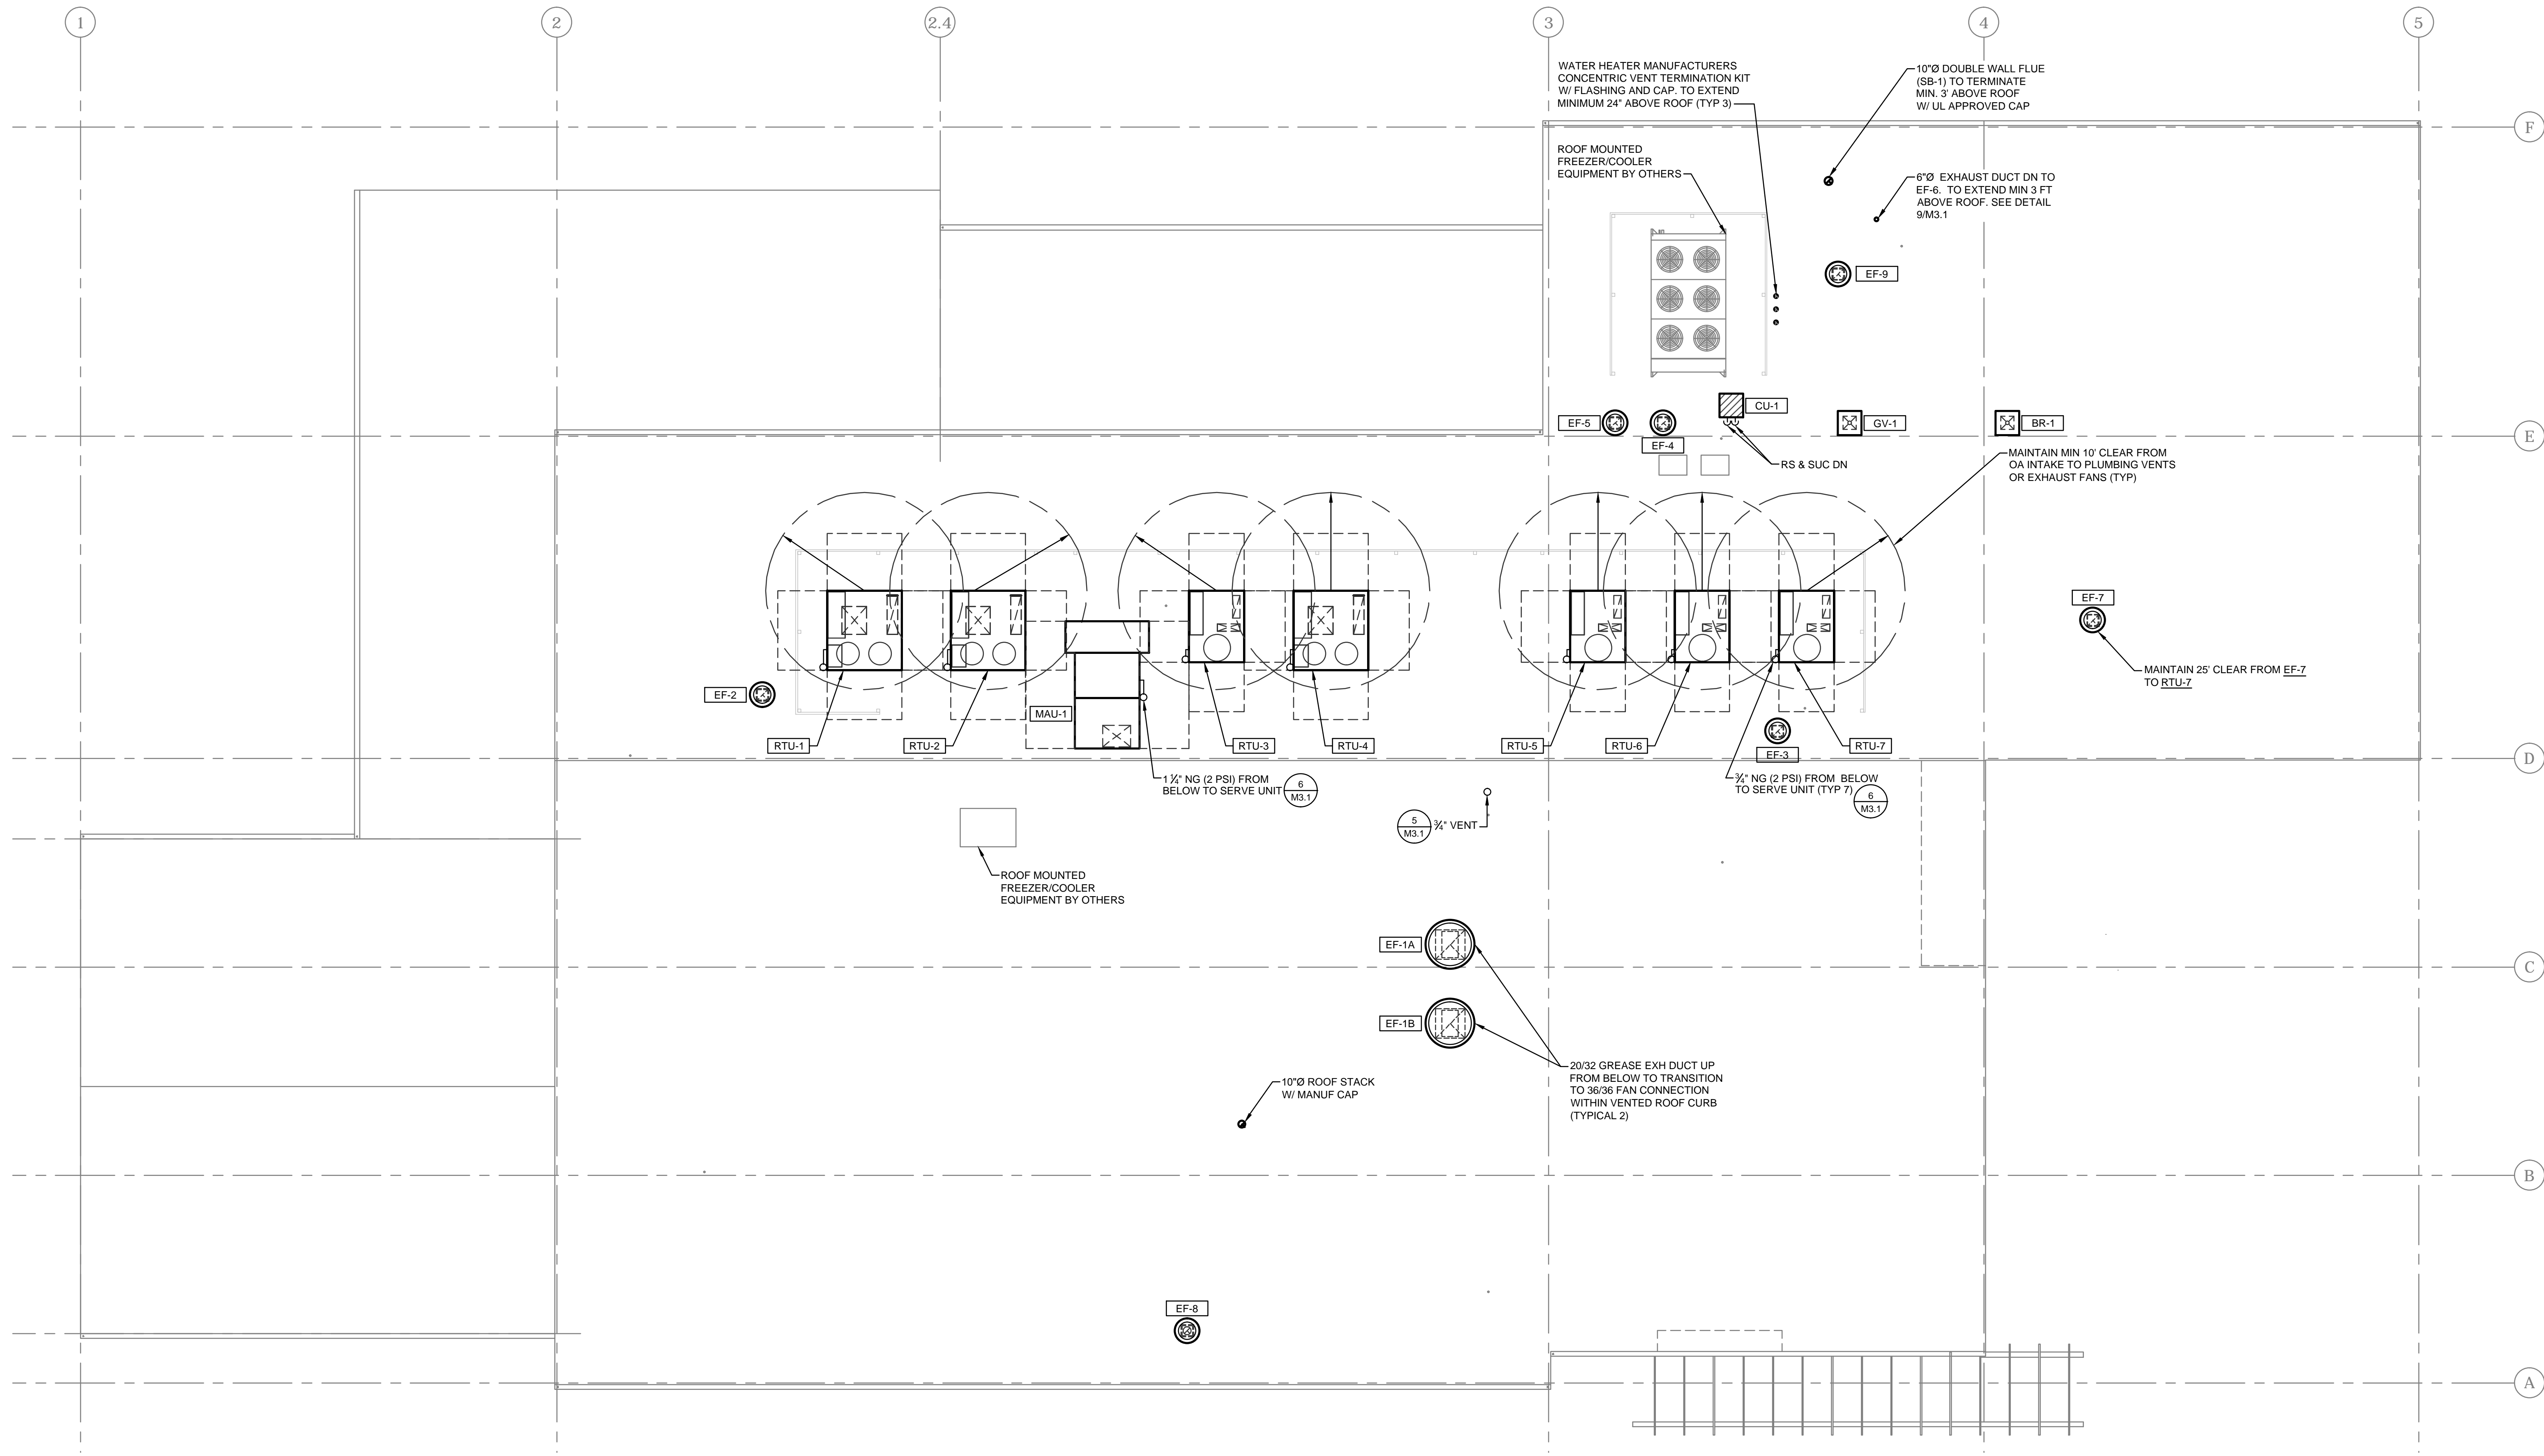 1
2
2.4
3
4
5
WATER HEATER MANUFACTURERS
CONCENTRIC VENT TERMINATION KIT
W/ FLASHING AND CAP. TO EXTEND
MINIMUM 24" ABOVE ROOF (TYP 3)
10"Ø DOUBLE WALL FLUE
(SB-1) TO TERMINATE
MIN. 3' ABOVE ROOF
W/ UL APPROVED CAP
F
ROOF MOUNTED
FREEZER/COOLER
EQUIPMENT BY OTHERS
6"Ø EXHAUST DUCT DN TO
EF-6. TO EXTEND MIN 3 FT
ABOVE ROOF. SEE DETAIL
9/M3.1
EF-9
CU-1
EF-5
EF-4
GV-1
BR-1
E
RS & SUC DN
MAINTAIN MIN 10' CLEAR FROM
OA INTAKE TO PLUMBING VENTS
OR EXHAUST FANS (TYP)
EF-7
MAINTAIN 25' CLEAR FROM EF-7
TO RTU-7
EF-2
MAU-1
RTU-1
RTU-2
RTU-3
RTU-4
RTU-5
RTU-6
RTU-7
EF-3
D
1 ¼" NG (2 PSI) FROM
BELOW TO SERVE UNIT
6
M3.1
¾" NG (2 PSI) FROM BELOW
TO SERVE UNIT (TYP 7)
6
M3.1
5
M3.1
¾" VENT
ROOF MOUNTED
FREEZER/COOLER
EQUIPMENT BY OTHERS
EF-1A
C
EF-1B
20/32 GREASE EXH DUCT UP
FROM BELOW TO TRANSITION
TO 36/36 FAN CONNECTION
WITHIN VENTED ROOF CURB
(TYPICAL 2)
10"Ø ROOF STACK
W/ MANUF CAP
B
EF-8
A